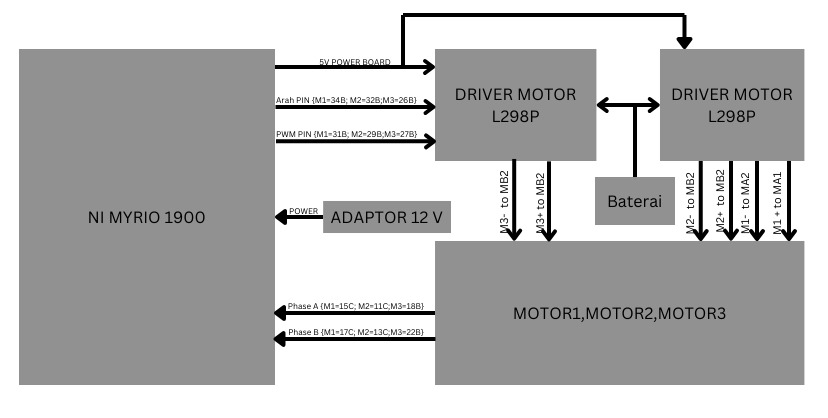 5V POWER BOARD
Arah PIN {M1=34B; M2=32B;M3=26B}
PWM PIN {M1=31B; M2=29B;M3=27B}
DRIVER MOTOR
L298P
DRIVER MOTOR
L298P
NI MYRIO 1900
POWER
ADAPTOR 12 V
Baterai
M3- to MB2
M3+ to MB2
M2- to MB2
M2+ to MB2
M1- to MA2
M1 + to MA1
Phase A {M1=15C; M2=11C;M3=18B}
Phase B {M1=17C; M2=13C;M3=22B}
MOTOR1,MOTOR2,MOTOR3